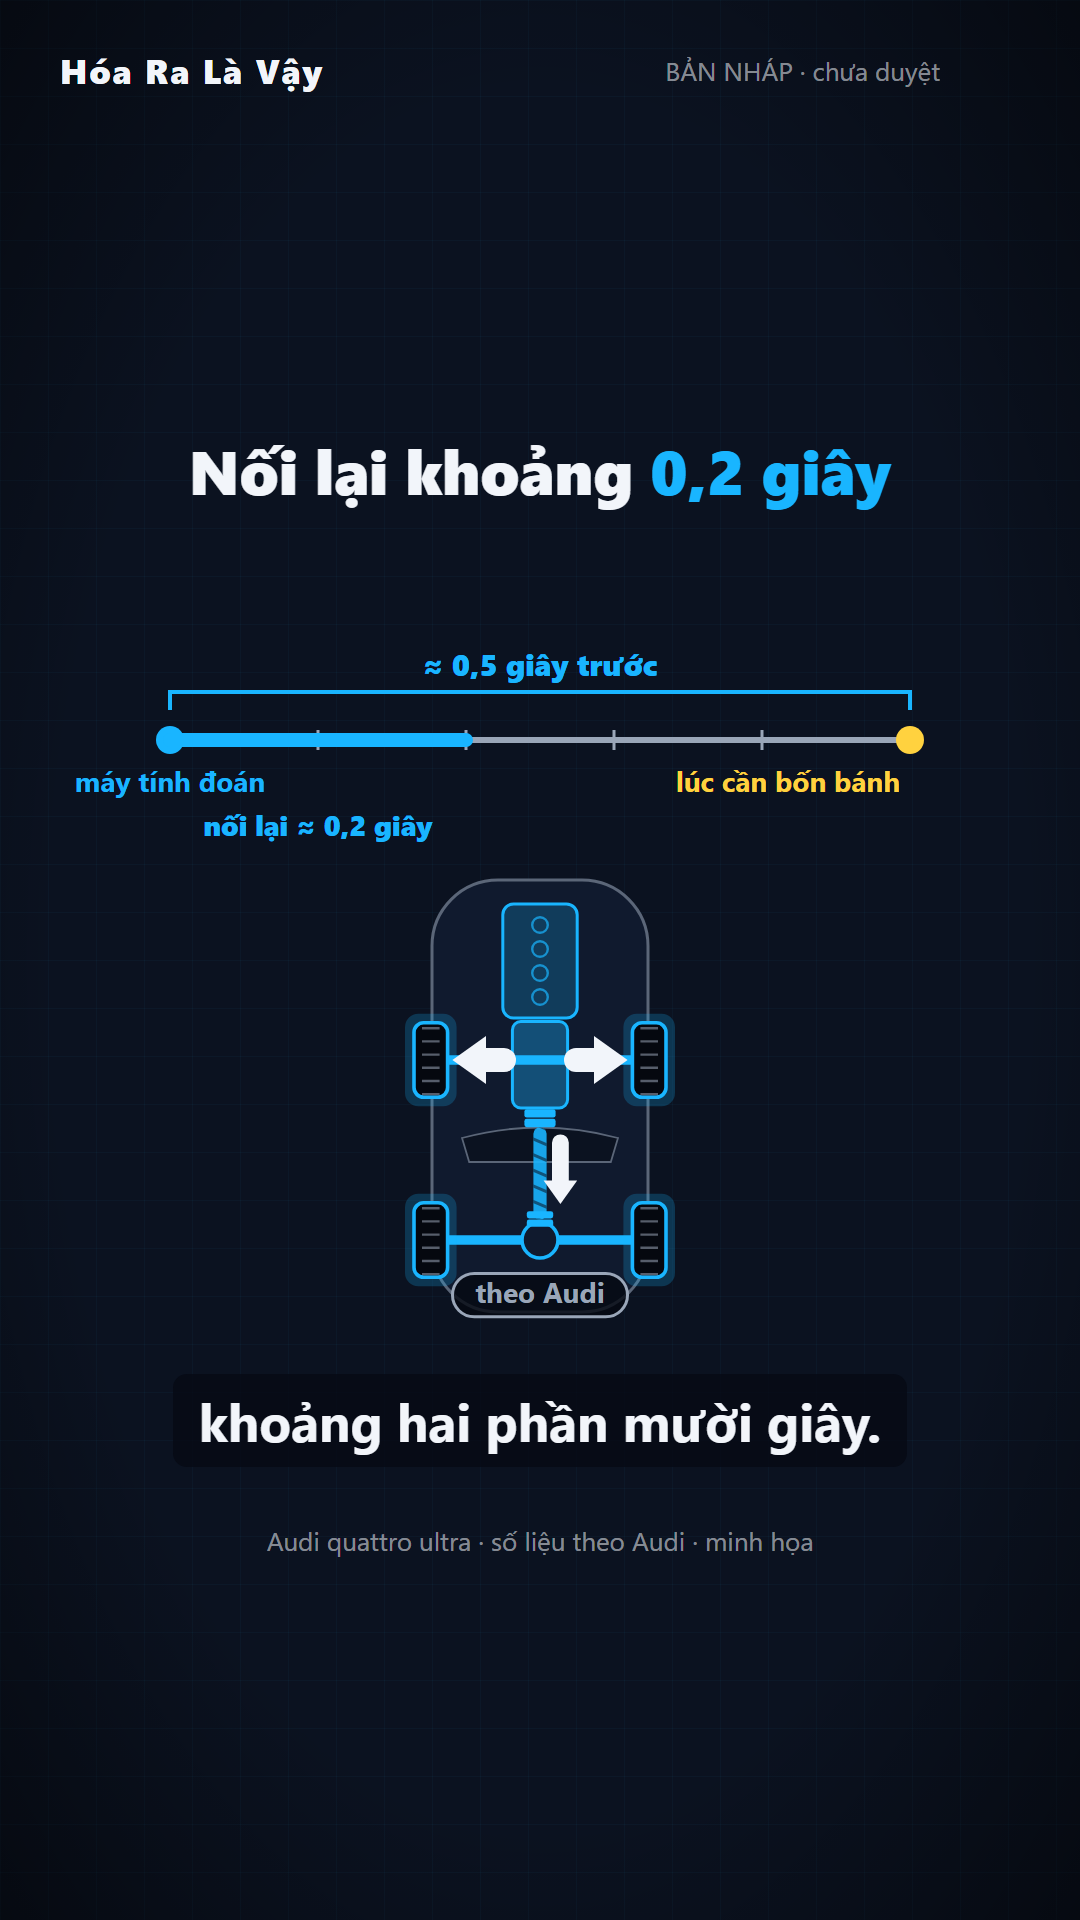 Hóa Ra Là Vậy
BẢN NHÁP · chưa duyệt
Nối lại khoảng 0,2 giây
≈ 0,5 giây trước
máy tính đoán
lúc cần bốn bánh
nối lại ≈ 0,2 giây
theo Audi
khoảng hai phần mười giây.
Audi quattro ultra · số liệu theo Audi · minh họa